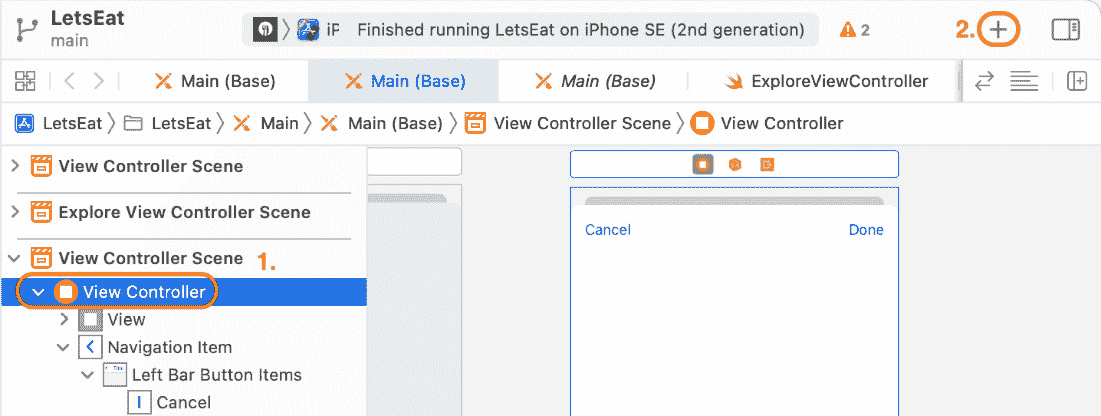 LetsEat
main
iF Finished running LetsEat on iPhone SE (2nd generation)
2
2.
Main (Base)
Main (Base)
Main (Base)
ExploreViewController
LetsEat LetsEat Main Main (Base) View Controller Scene View Controller
View Controller Scene
Explore View Controller Scene
View Controller Scene 1.
View Controller
View
Navigation Item
Left Bar Button Items
Cancel
Cancel Done